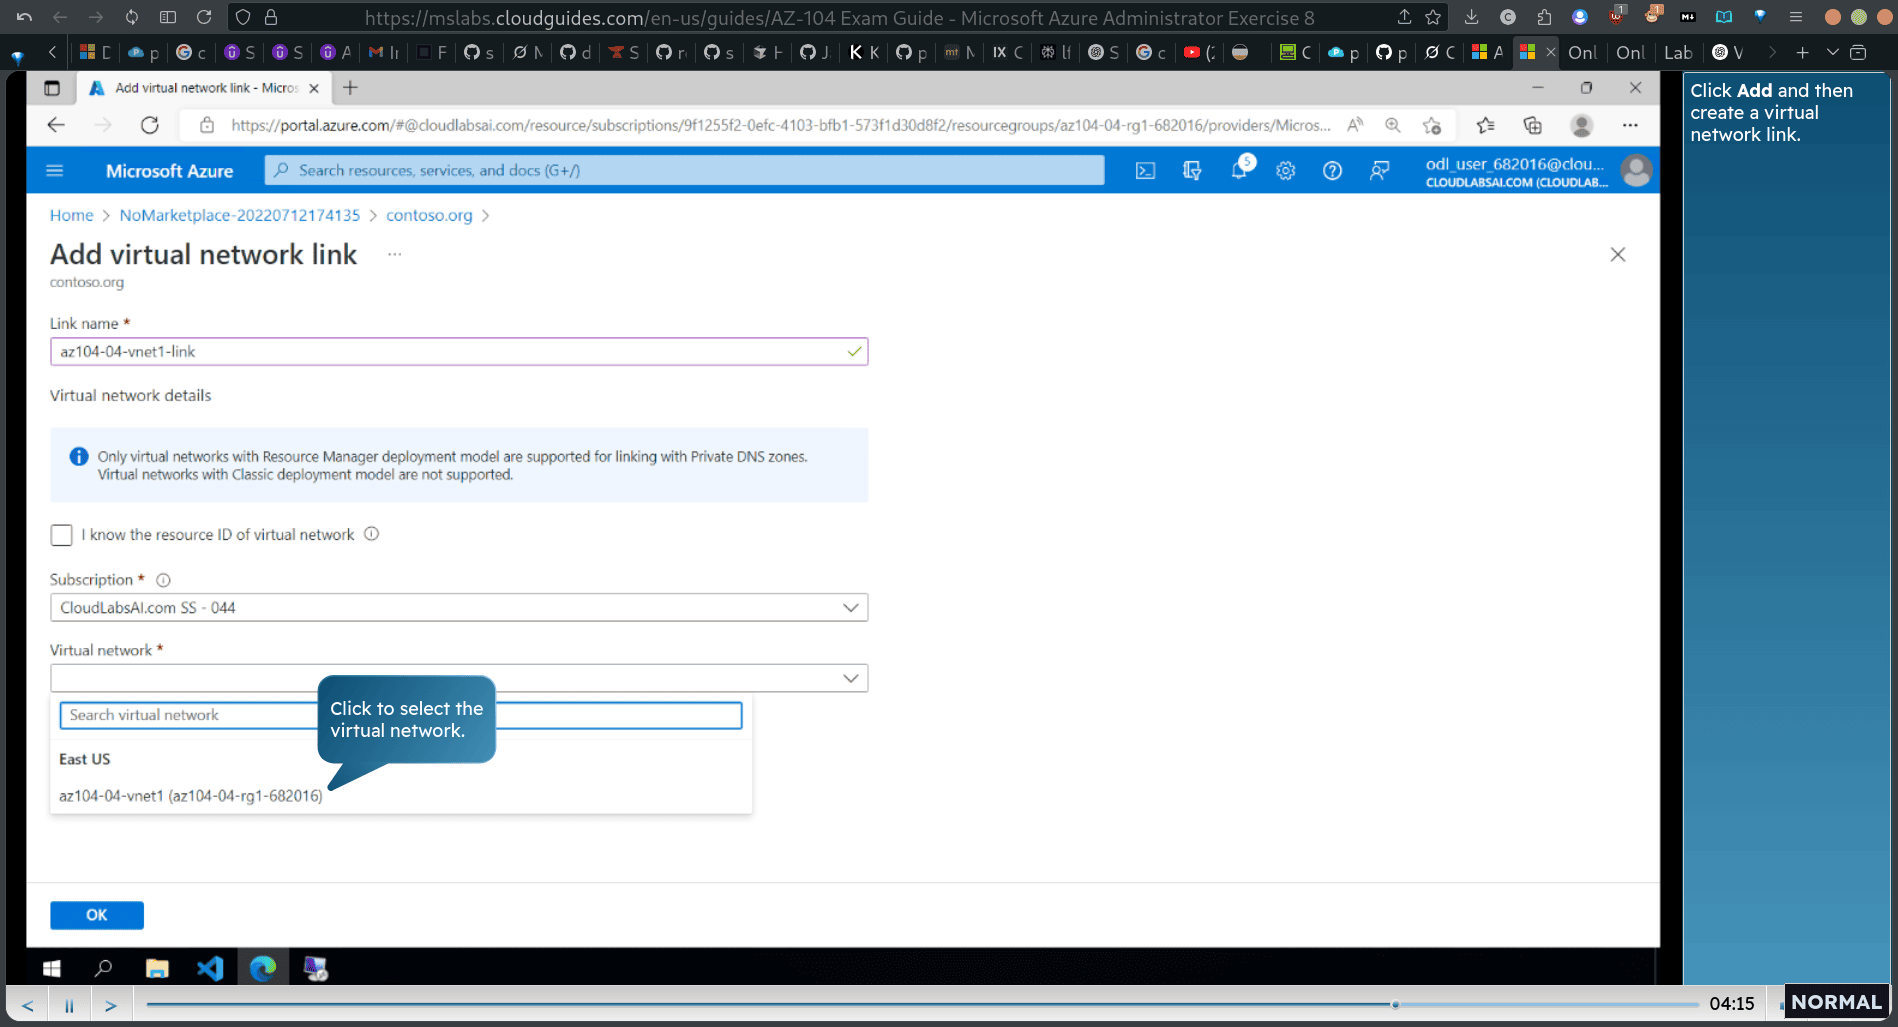 https://mslabs.cloudguides.com/en-us/guides/AZ-104 Exam Guide - Microsoft Azure Administrator Exercise 8
Onl
Onl
Lab
Add virtual network link - Micros
https://portal.azure.com/#@cloudlabsai.com/resource/subscriptions/9f1255f2-0efc-4103-bfb1-573f1d30d8f2/resourcegroups/az104-04-rg1-682016/providers/Micros...
Microsoft Azure
Search resources, services, and docs (G+/)
5
odl_user_682016@clou...
CLOUDLABSAI.COM (CLOUDLAB...
Home > NoMarketplace-20220712174135 > contoso.org >
Add virtual network link ...
contoso.org
Link name *
az104-04-vnet1-link
Virtual network details
Only virtual networks with Resource Manager deployment model are supported for linking with Private DNS zones.
Virtual networks with Classic deployment model are not supported.
I know the resource ID of virtual network
Subscription *
CloudLabsAI.com SS - 044
Virtual network *
Search virtual network
Click to select the
virtual network.
East US
az104-04-vnet1 (az104-04-rg1-682016)
OK
Click Add and then
create a virtual
network link.
04:15
NORMAL